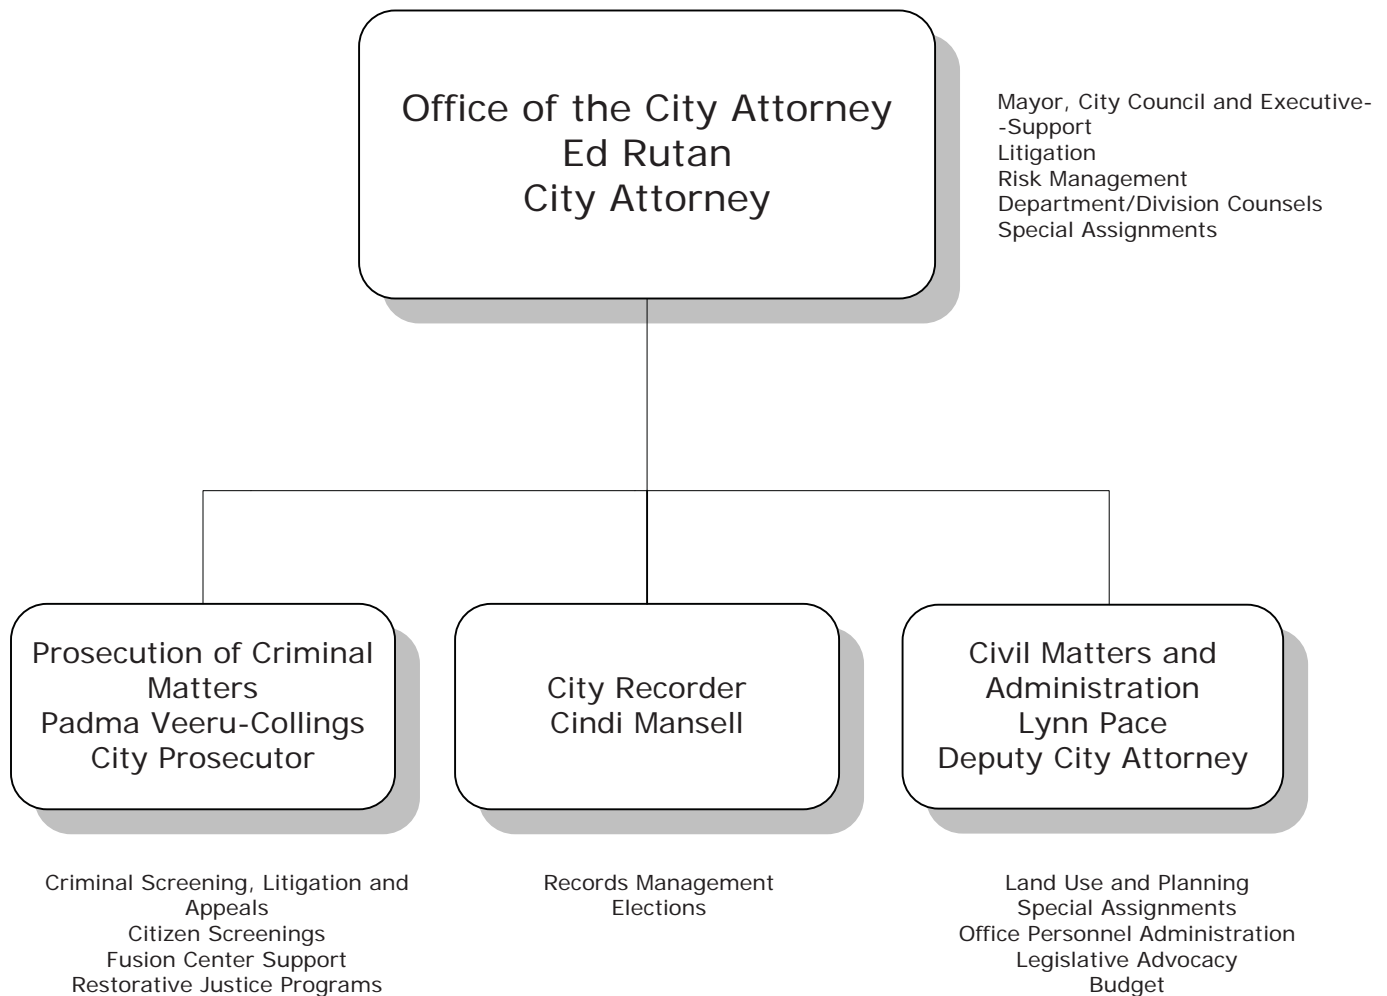 Office of the City Attorney
Ed Rutan
City Attorney
Mayor, City Council and Executive-
-Support
Litigation
Risk Management
Department/Division Counsels
Special Assignments
Prosecution of Criminal
Matters
Padma Veeru-Collings
City Prosecutor
City Recorder
Cindi Mansell
Civil Matters and
Administration
Lynn Pace
Deputy City Attorney
Criminal Screening, Litigation and
Appeals
Citizen Screenings
Fusion Center Support
Restorative Justice Programs
Records Management
Elections
Land Use and Planning
Special Assignments
Office Personnel Administration
Legislative Advocacy
Budget